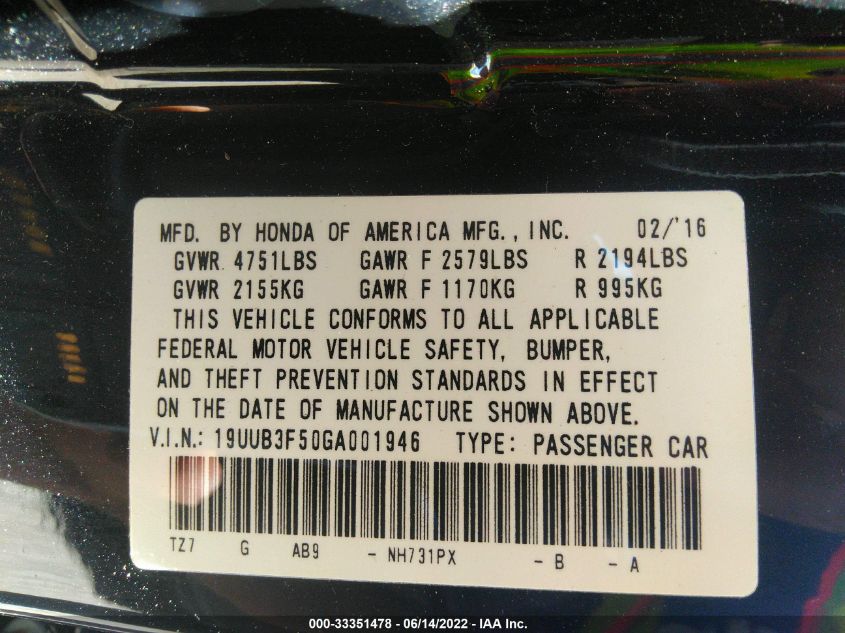 MFD. BY HONDA OF AMERICA MFG., INC. 02/'16
GVWR 4751LBS GAWR F 2579LBS R 2194LBS
GVWR 2155KG GAWR F 1170KG R 995KG
THIS VEHICLE CONFORMS TO ALL APPLICABLE
FEDERAL MOTOR VEHICLE SAFETY, BUMPER,
AND THEFT PREVENTION STANDARDS IN EFFECT
ON THE DATE OF MANUFACTURE SHOWN ABOVE.
V.I.N.: 19UUB3F50GA001946 TYPE: PASSENGER CAR
TZ7 G AB9 - NH731PX - B - A
000-33351478 - 06/14/2022 - IAA Inc.